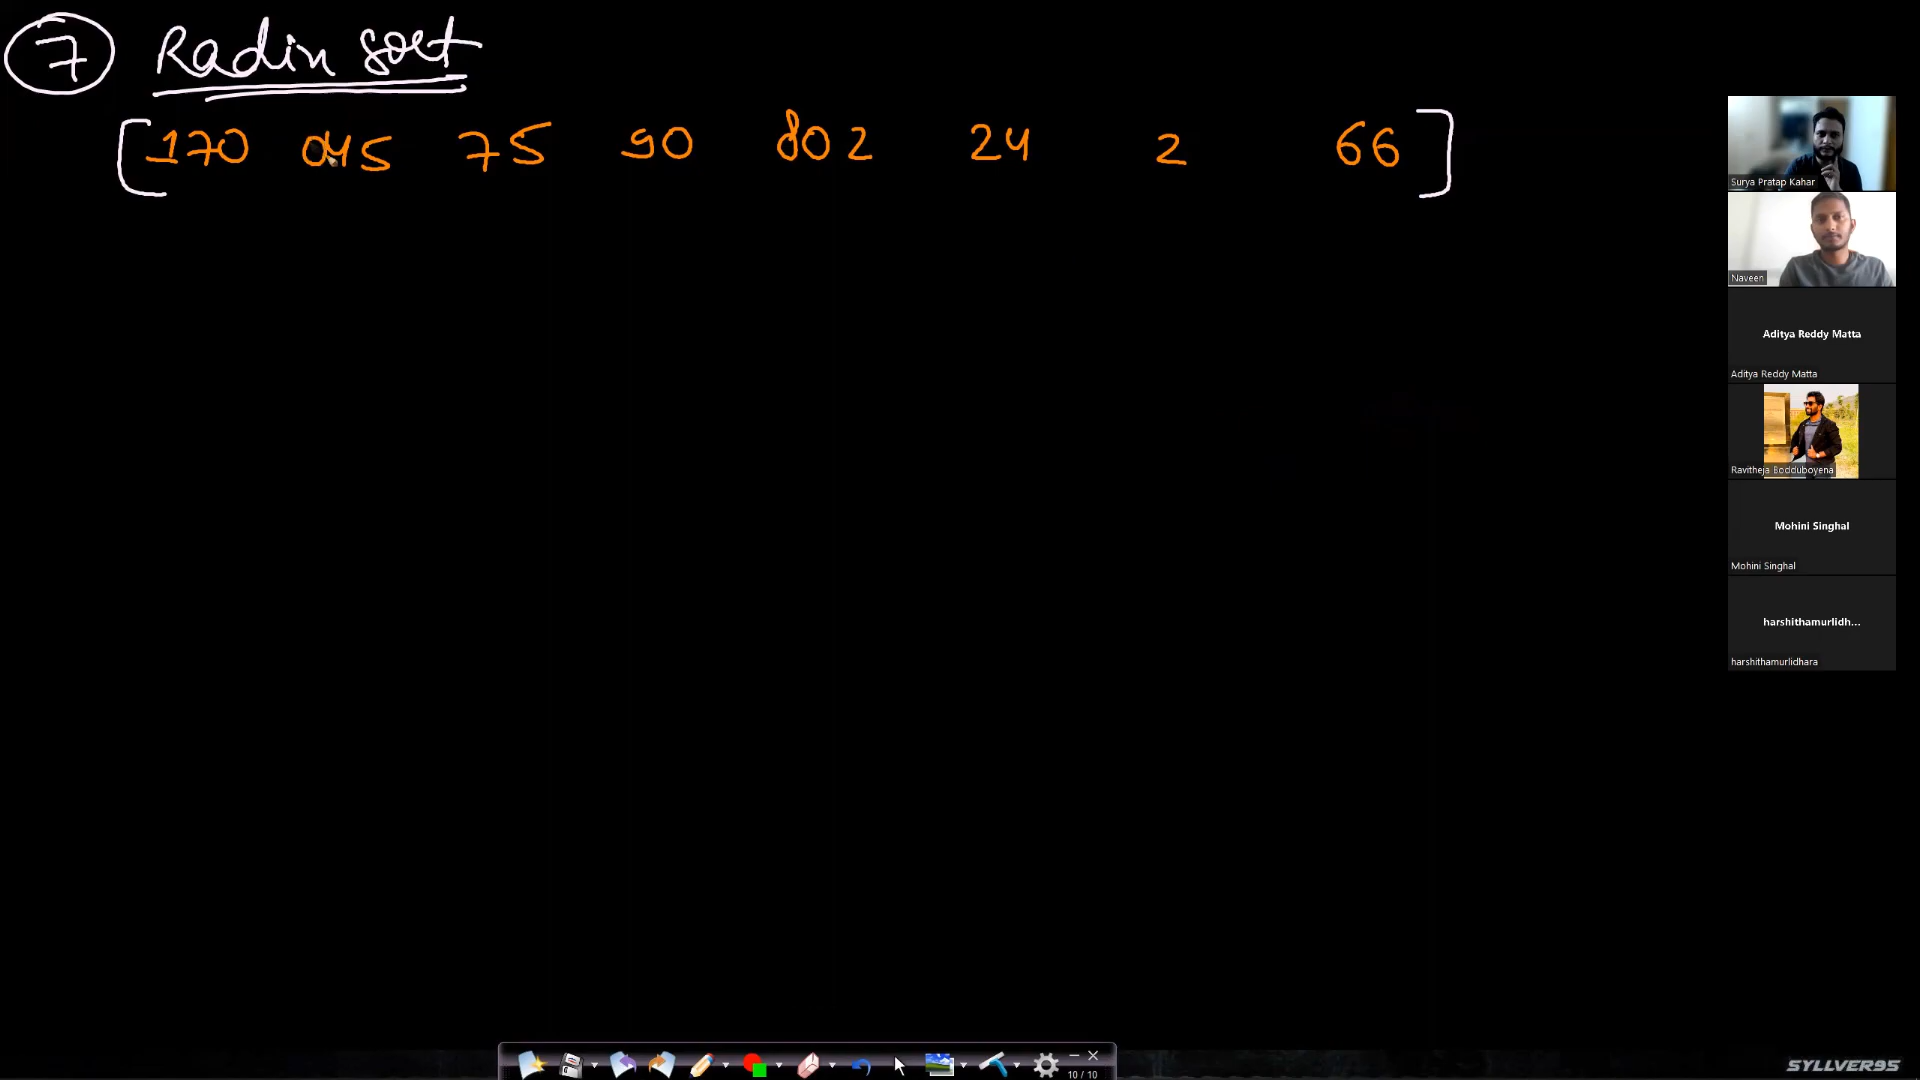 7 Radix sort
[170 045 75 90 802 24 2 66]
Surya Pratap Kahar
Naveen
Aditya Reddy Matta
Aditya Reddy Matta
Ravitheja Bodduboyena
Mohini Singhal
Mohini Singhal
harshithamurlidh...
harshithamurlidhara
10 / 10
SYLLVER95